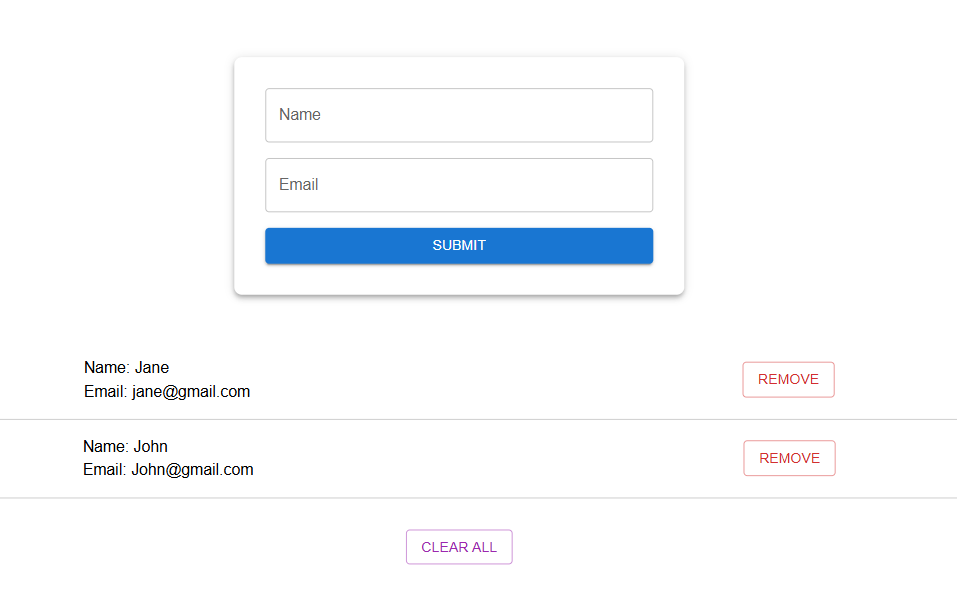 Name
Email
SUBMIT
Name: Jane
Email: jane@gmail.com
REMOVE
Name: John
Email: John@gmail.com
REMOVE
CLEAR ALL